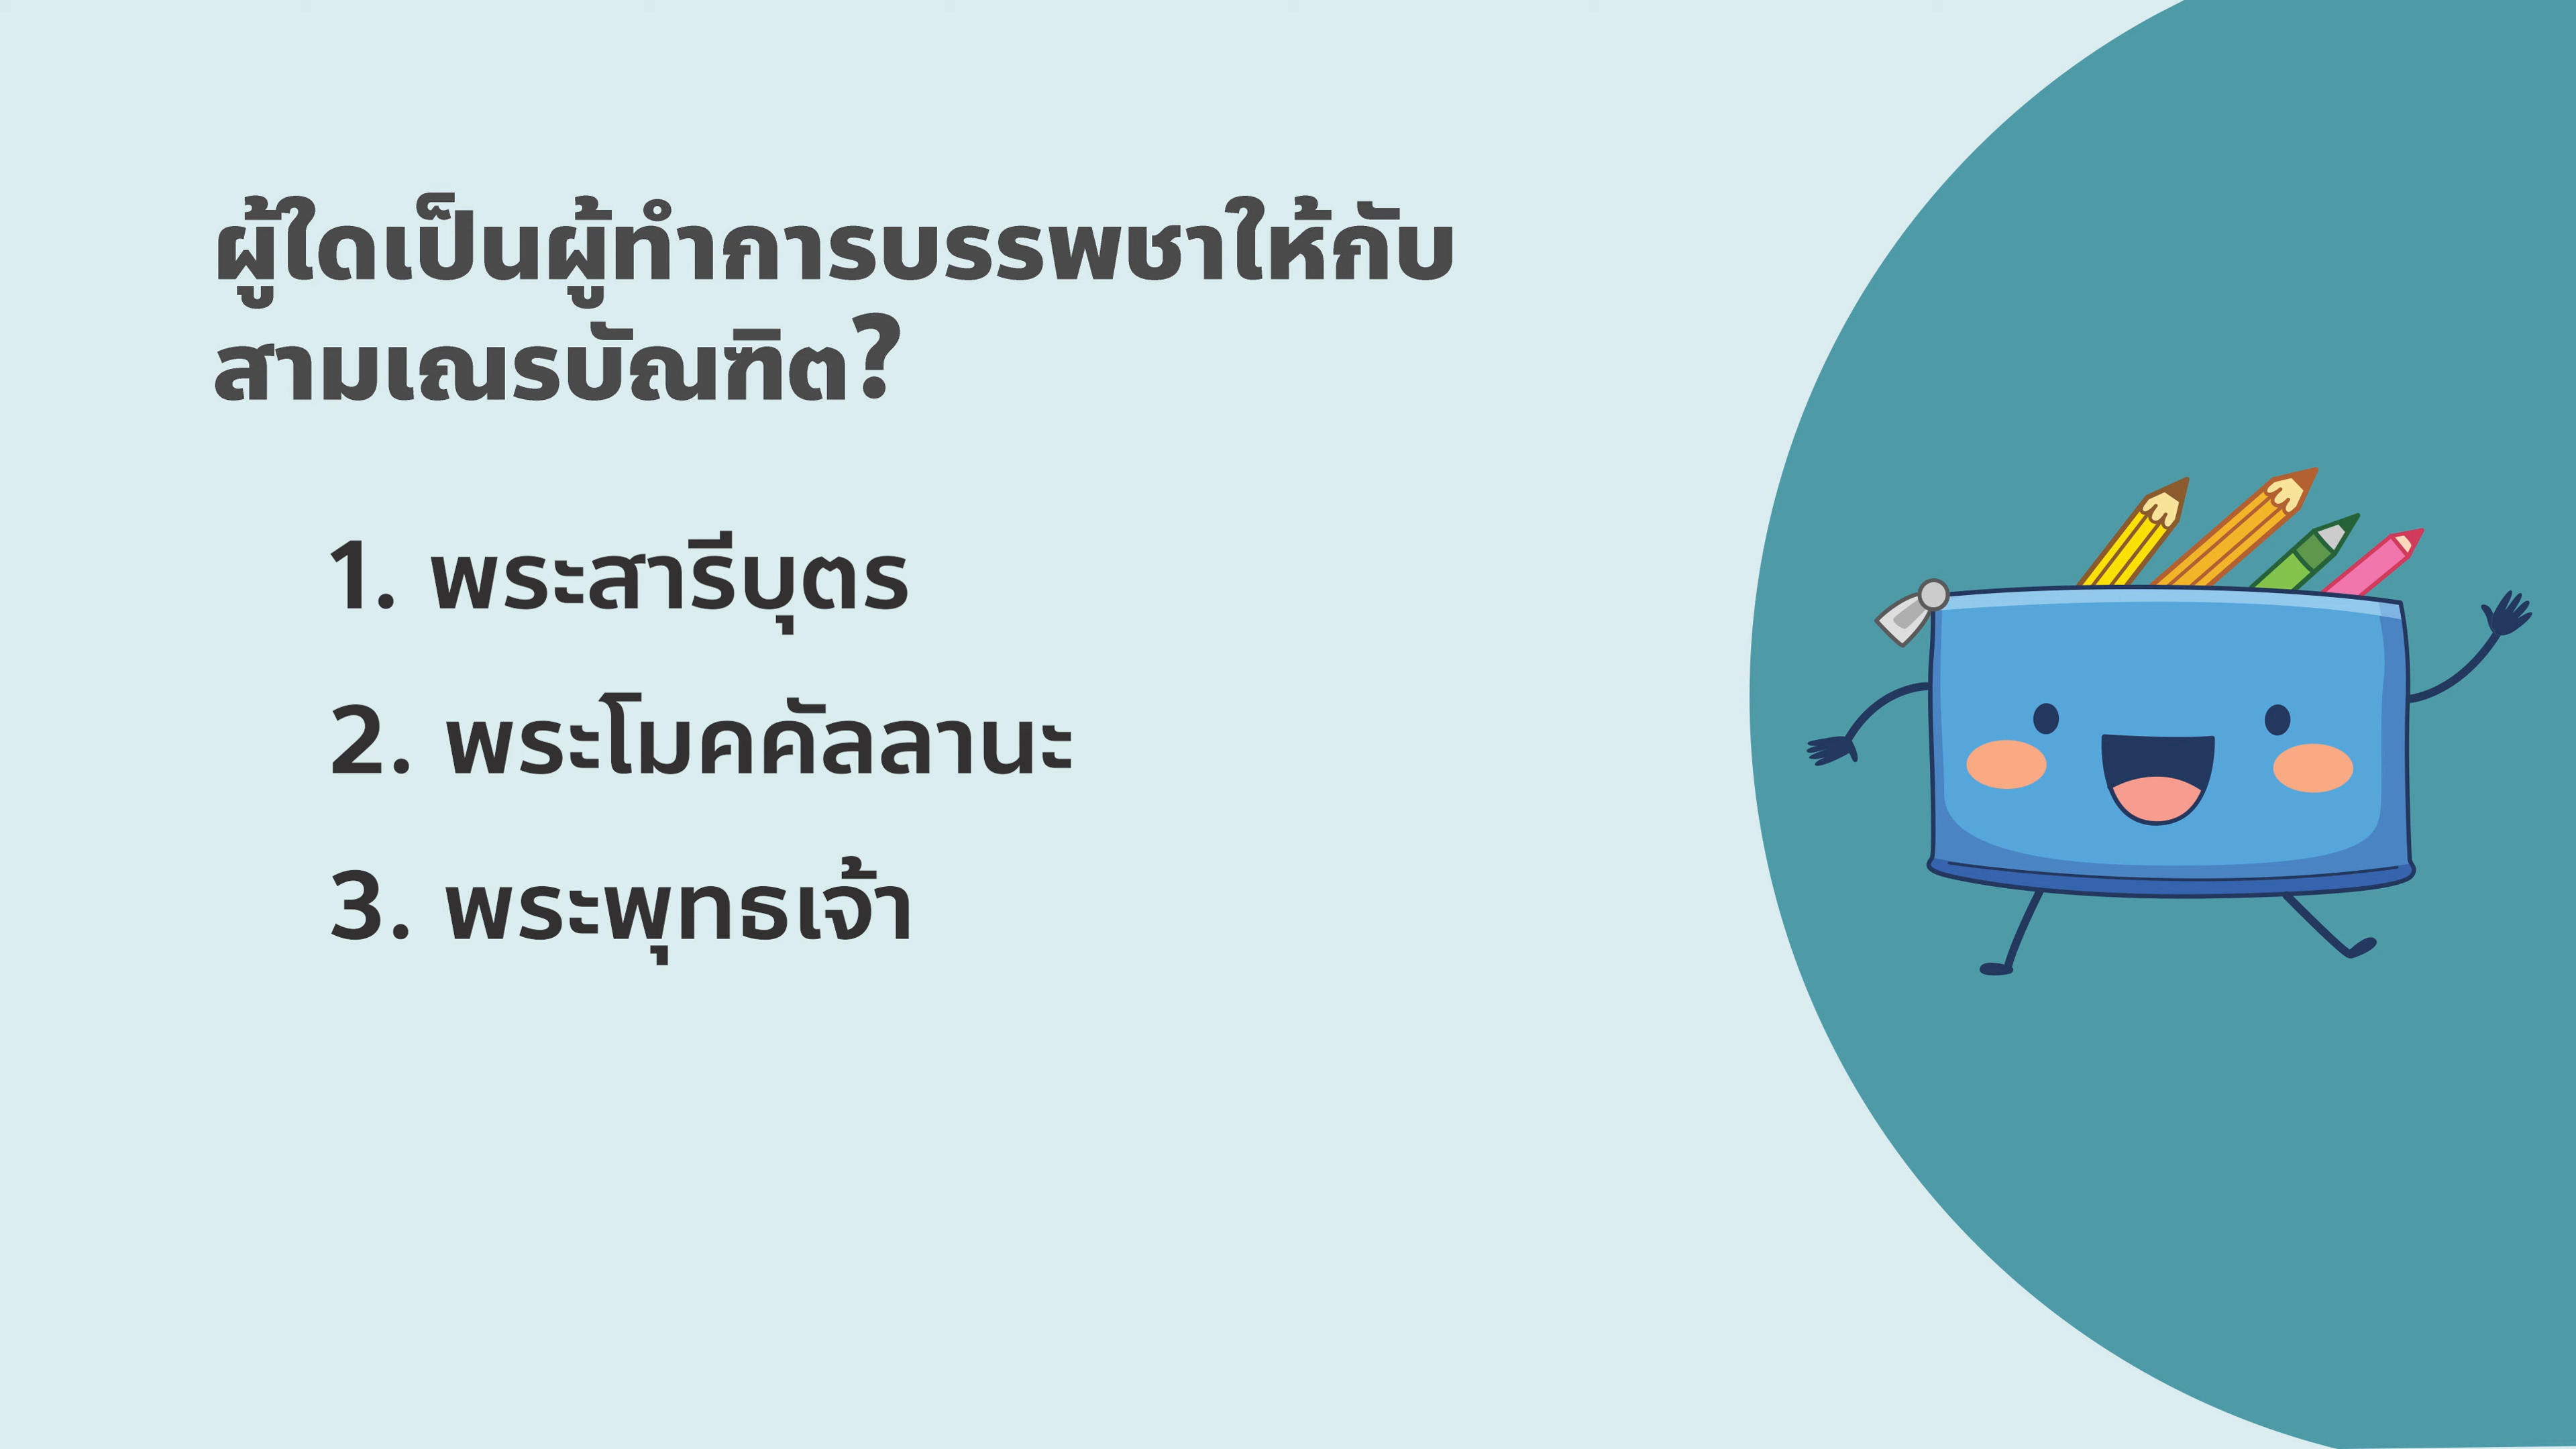 ผู้ใดเป็นผู้ทำการบรรพชาให้กับ
สามเณรบัณฑิต?
1. พระสารีบุตร
2. พระโมคคัลลานะ
3. พระพุทธเจ้า